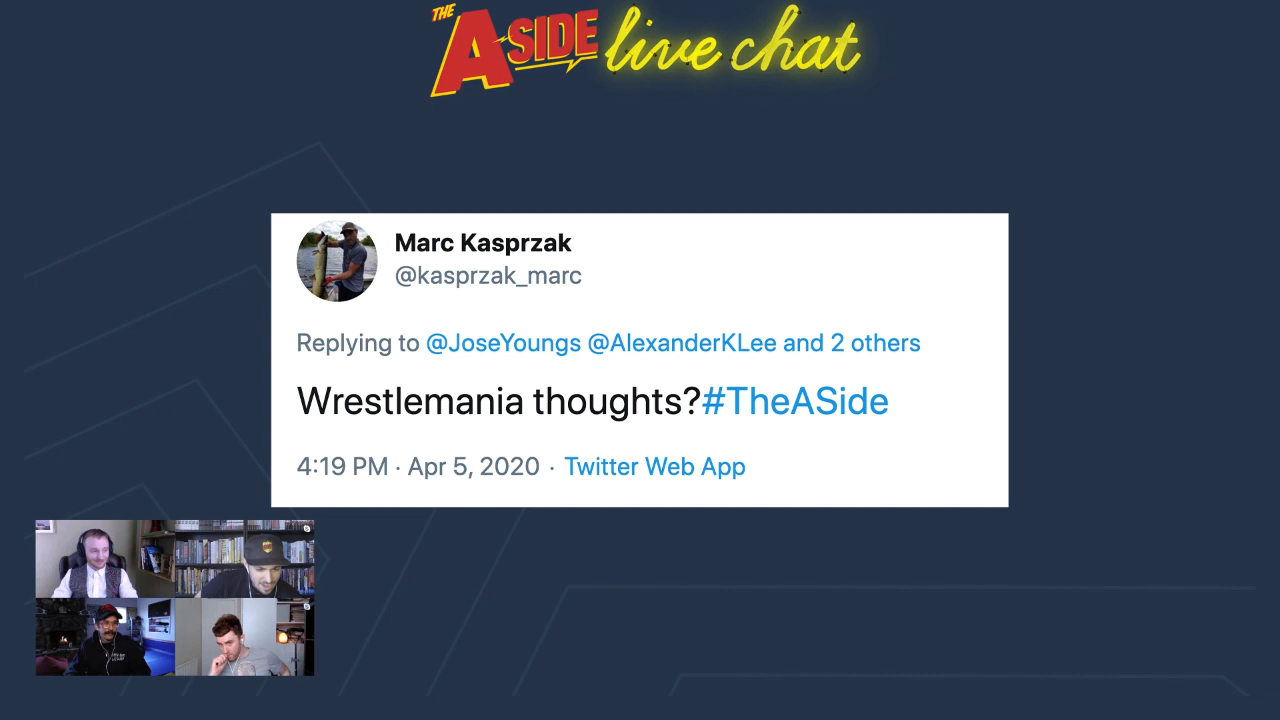 THE
A SIDE live chat
Marc Kasprzak
@kasprzak_marc
Replying to @JoseYoungs @AlexanderKLee and 2 others
Wrestlemania thoughts?#TheASide
4:19 PM · Apr 5, 2020 · Twitter Web App